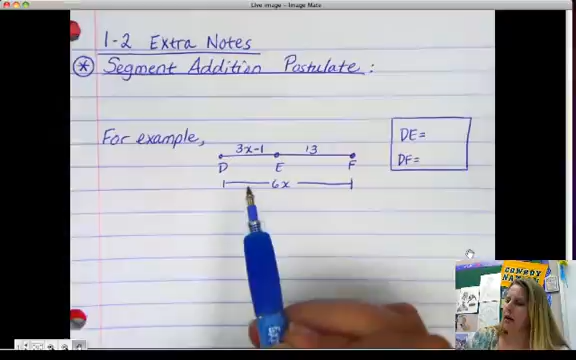 Live image - Image Mate
1-2 Extra Notes
* Segment Addition Postulate:
For example,
3x-1 13
D E F
6x
DE=
DF=
COWBOY